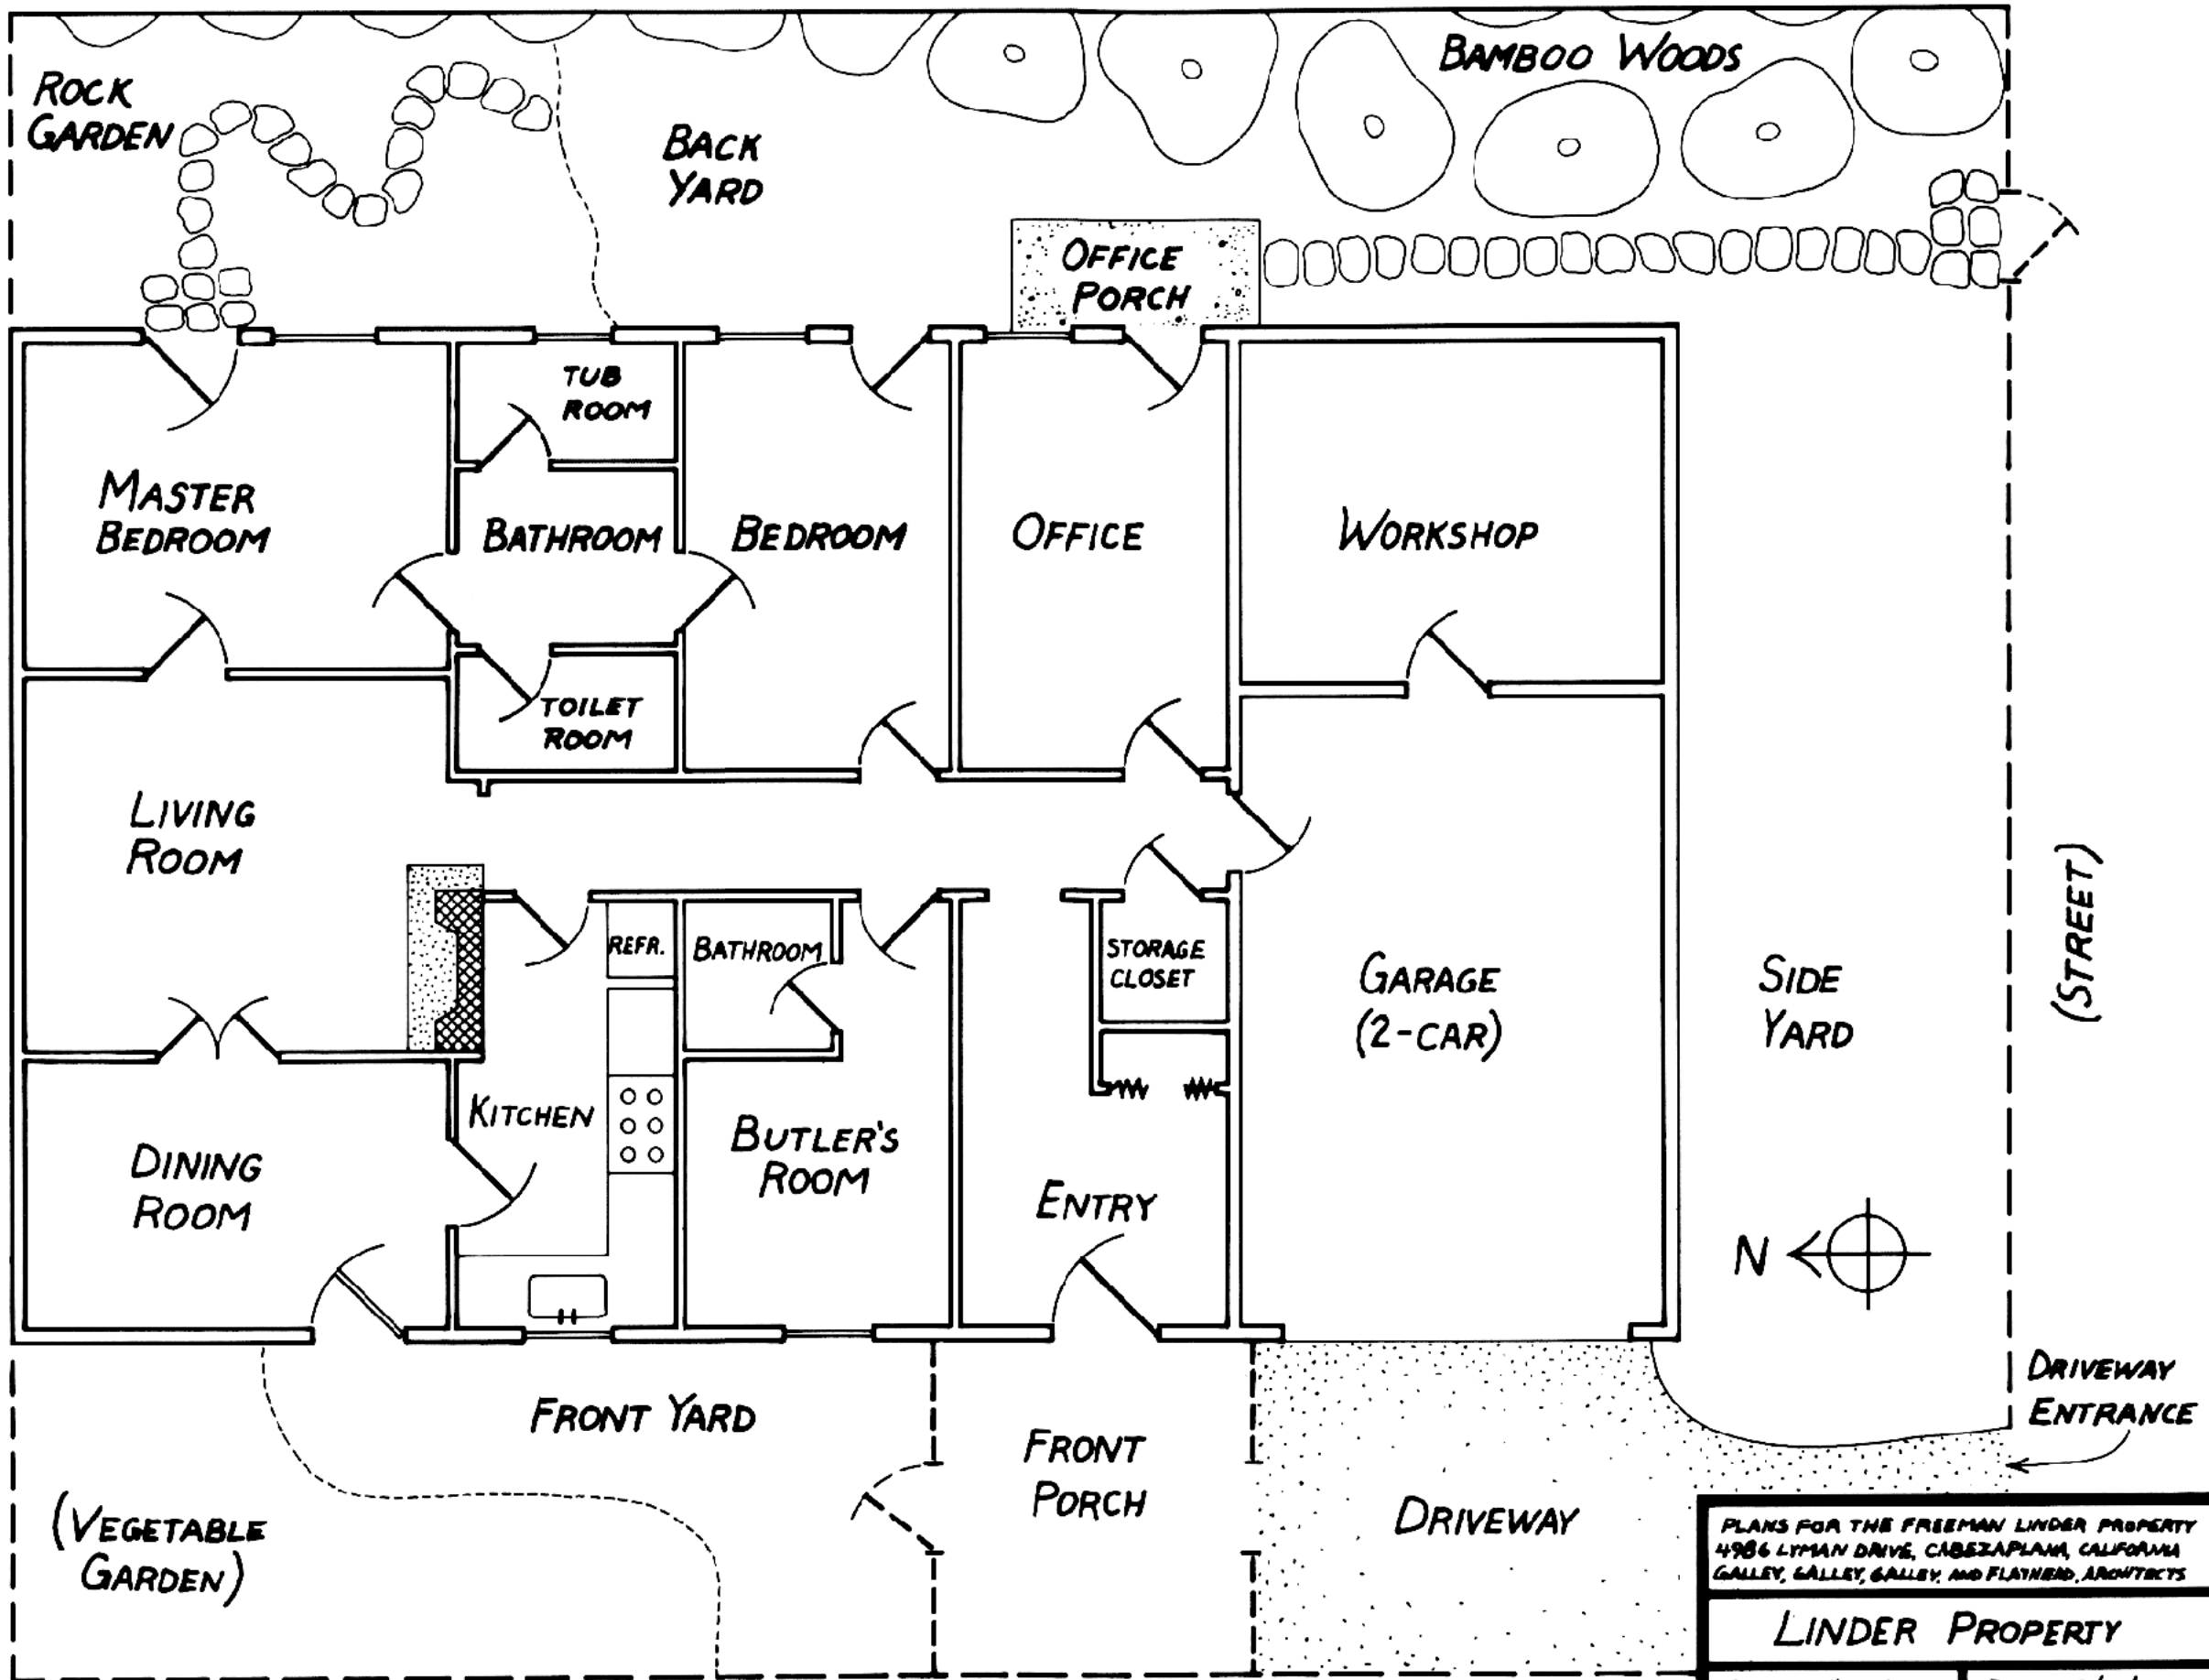 ROCK
GARDEN
BACK
YARD
BAMBOO WOODS
OFFICE
PORCH
TUB
ROOM
MASTER
BEDROOM
BATHROOM
BEDROOM
OFFICE
WORKSHOP
TOILET
ROOM
LIVING
ROOM
REFR.
BATHROOM
STORAGE
CLOSET
GARAGE
(2-CAR)
SIDE
YARD
(STREET)
KITCHEN
BUTLER'S
ROOM
DINING
ROOM
ENTRY
N
FRONT YARD
FRONT
PORCH
DRIVEWAY
ENTRANCE
(VEGETABLE
GARDEN)
DRIVEWAY
PLANS FOR THE FREEMAN LINDER PROPERTY
4986 LYMAN DRIVE, CABEZAPLANA, CALIFORNIA
GALLEY, GALLEY, GALLEY, AND FLATHEAD, ARCHITECTS
LINDER PROPERTY